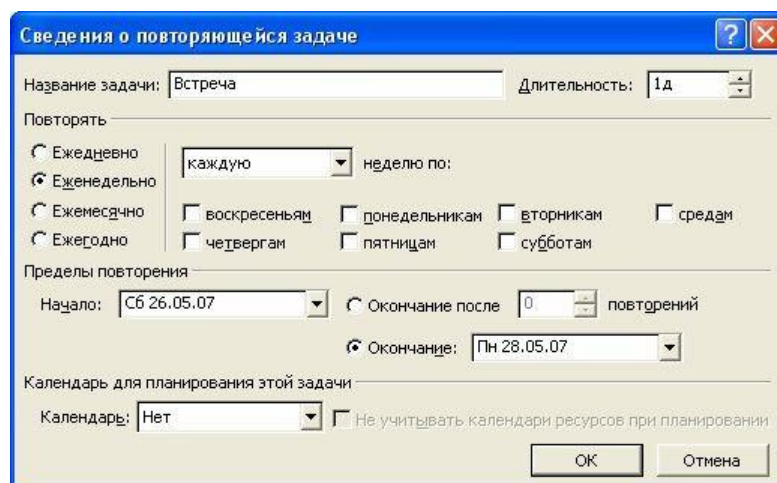 Сведения о повторяющейся задаче
Название задачи: Встреча Длительность: 1д
Повторять
Ежедневно
каждую неделю по:
Еженедельно
Ежемесячно
воскресеньям понедельникам вторникам средам
Ежегодно
четвергам пятницам субботам
Пределы повторения
Начало: Сб 26.05.07 Окончание после 0 повторений
Окончание: Пн 28.05.07
Календарь для планирования этой задачи
Календарь: Нет Не учитывать календари ресурсов при планировании
ОК Отмена